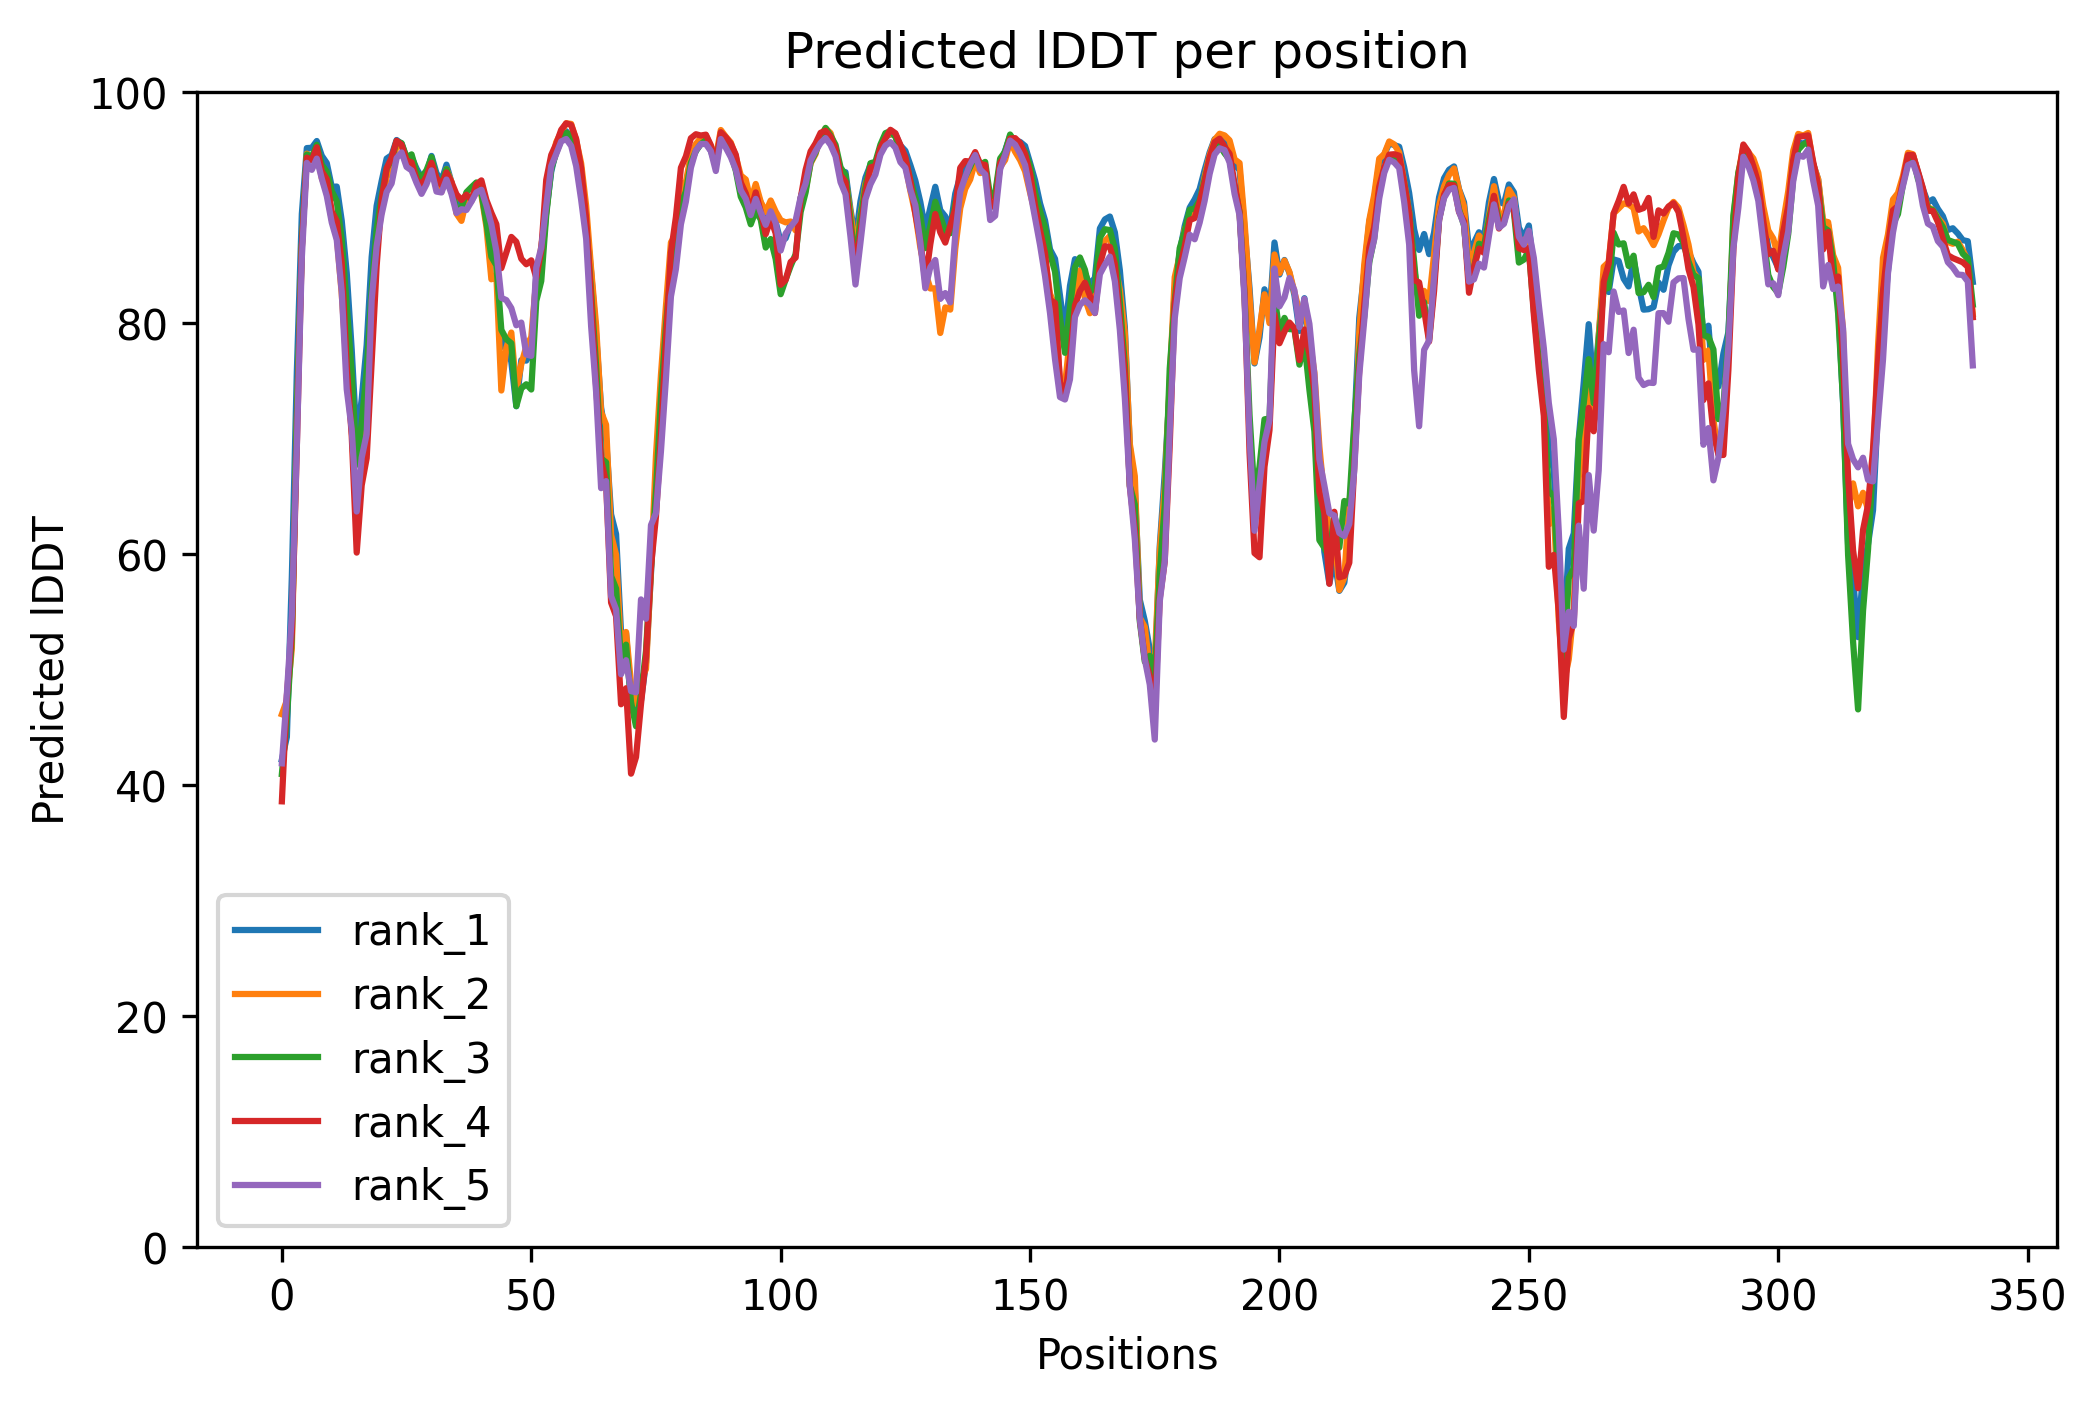 Predicted lDDT per position
Predicted lDDT
100
80
60
40
20
0
rank_1
rank_2
rank_3
rank_4
rank_5
0 50 100 150 200 250 300 350
Positions